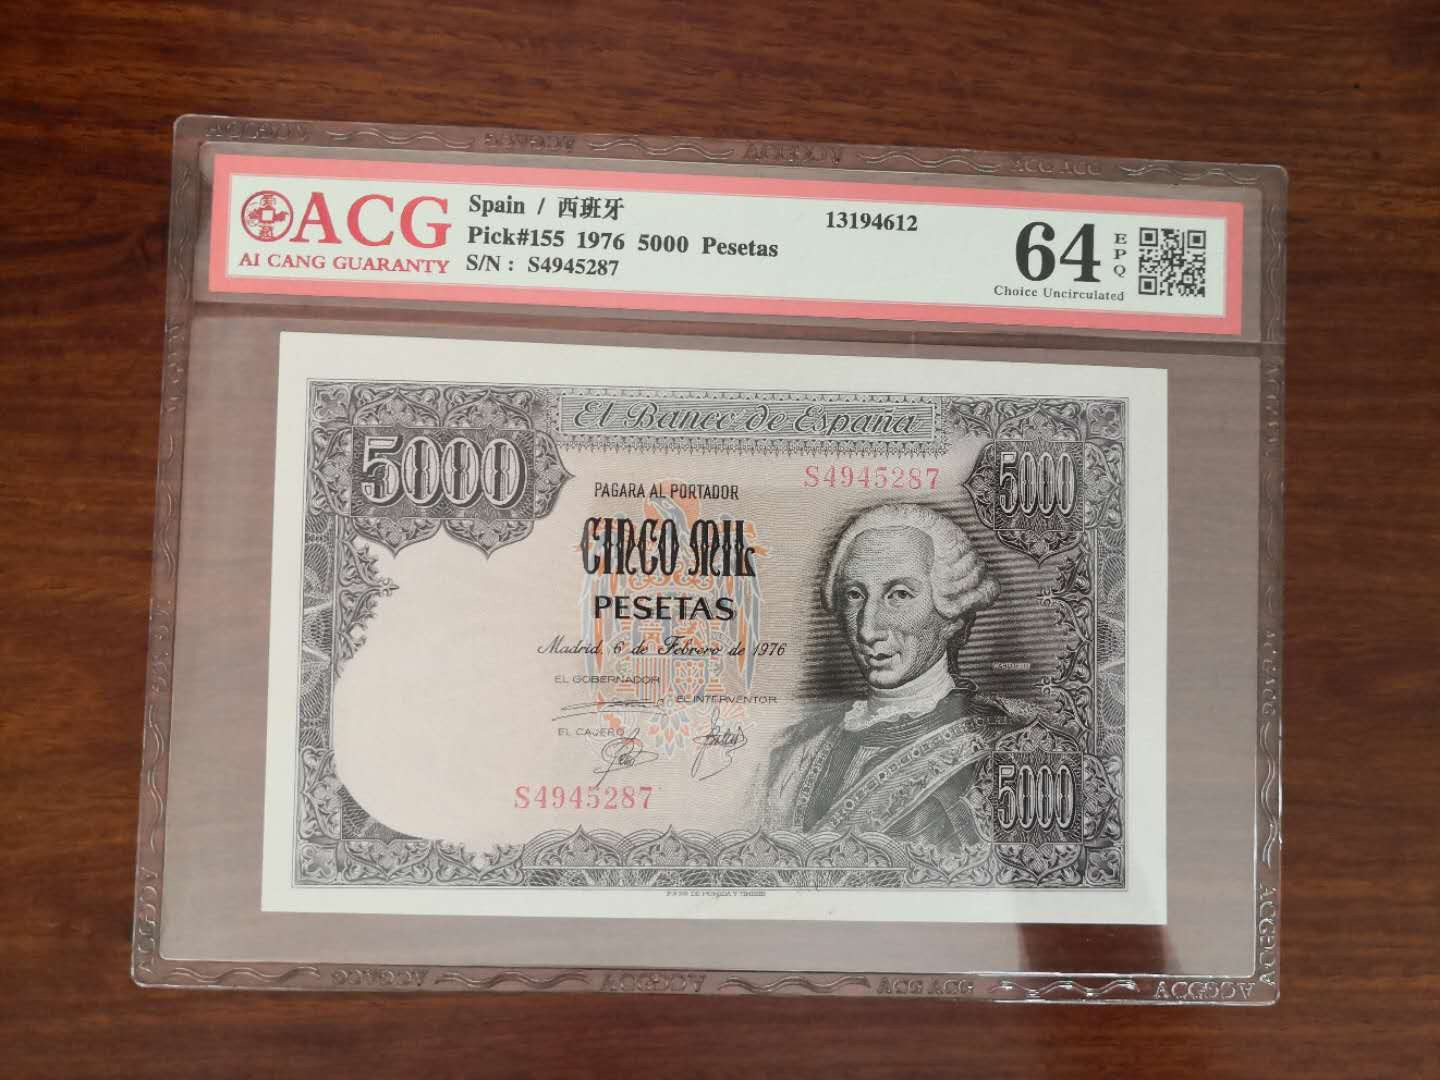 ACG
AI CANG GUARANTY
Spain / 西班牙
Pick#155 1976 5000 Pesetas
S/N : S4945287
13194612
64
EPQ
Choice Uncirculated
El Banco de España
5000
5000
S4945287
PAGARA AL PORTADOR
CINCO MIL
PESETAS
Madrid, 6 de Febrero de 1976
EL GOBERNADOR
EL INTERVENTOR
EL CAJERO
CARLOS III
S4945287
5000